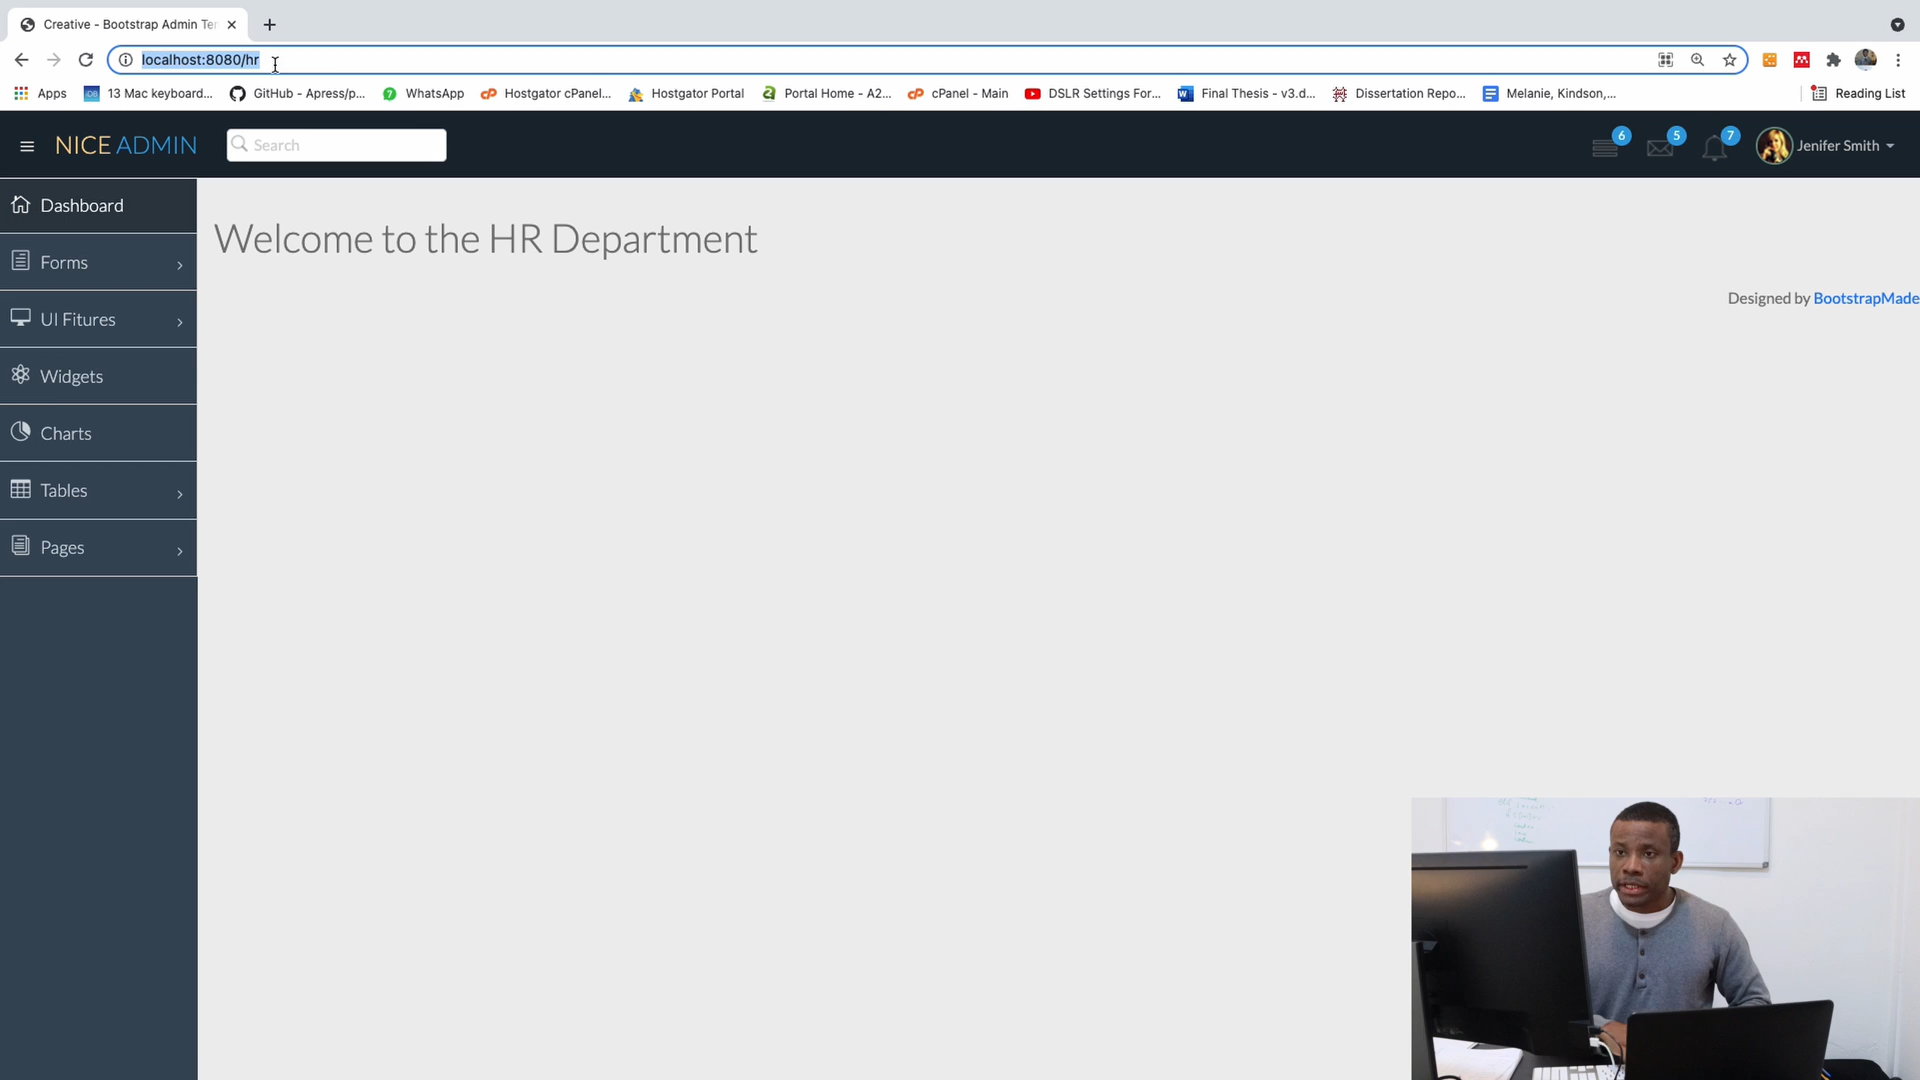 Creative - Bootstrap Admin Te
localhost:8080/hr
Apps
13 Mac keyboard...
GitHub - Apress/p...
WhatsApp
Hostgator cPanel...
Hostgator Portal
Portal Home - A2...
cPanel - Main
DSLR Settings For...
Final Thesis - v3.d...
Dissertation Repo...
Melanie, Kindson,...
Reading List
NICE ADMIN
Search
6
5
7
Jenifer Smith
Dashboard
Forms
UI Fitures
Widgets
Charts
Tables
Pages
Welcome to the HR Department
Designed by BootstrapMade